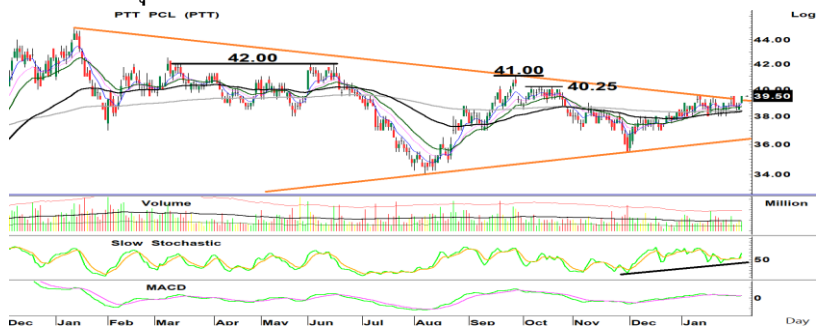 PTT PCL (PTT)
Log
44.00
42.00
42.00
41.00
40.25
40.00
39.50
38.00
36.00
34.00
Volume
Million
Slow Stochastic
50
MACD
0
Dec Jan Feb Mar Apr May Jun Jul Aug Sep Oct Nov Dec Jan Day